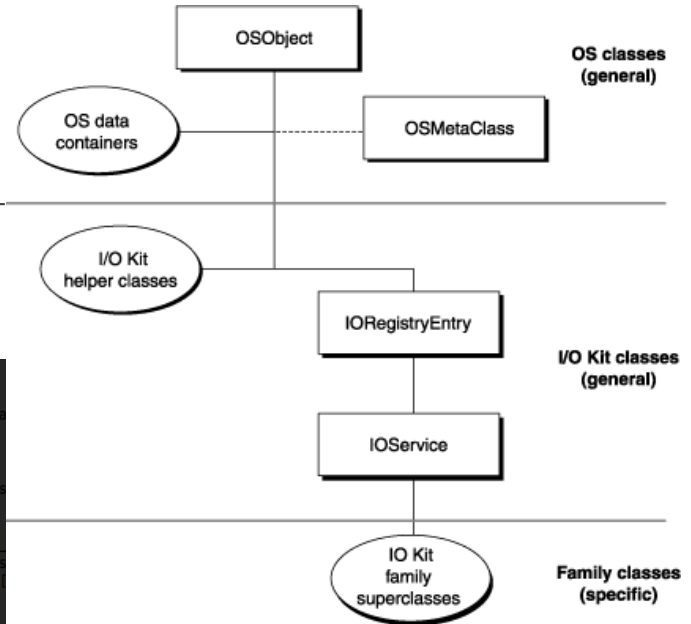 OSObject
OS classes
(general)
OS data
containers
OSMetaClass
I/O Kit
helper classes
IORegistryEntry
I/O Kit classes
(general)
IOService
IO Kit
family
superclasses
Family classes
(specific)